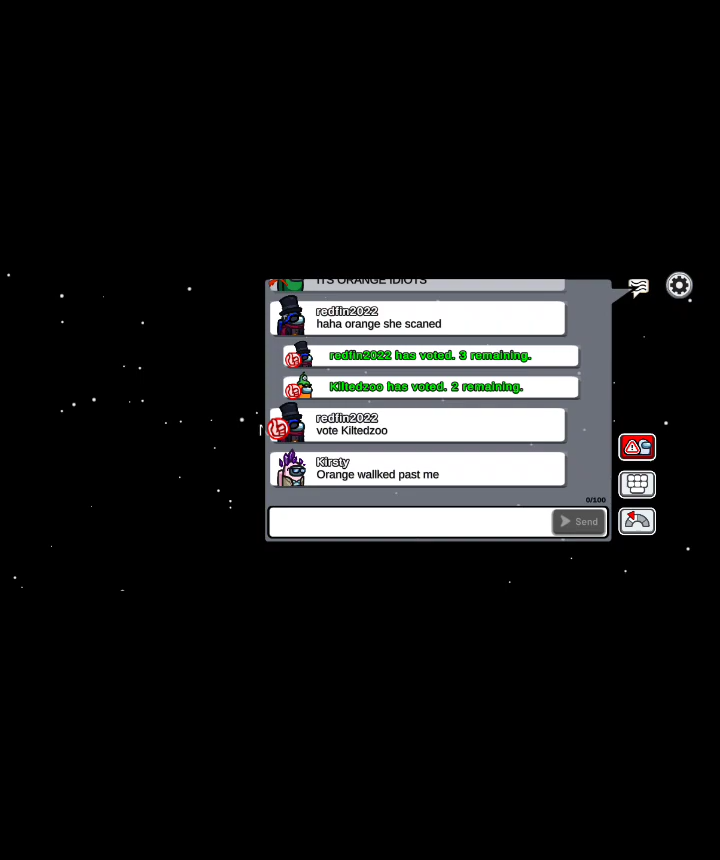 ITS ORANGE IDIOTS
redfin2022
haha orange she scaned
redfin2022 has voted. 3 remaining.
Kiltedzoo has voted. 2 remaining.
redfin2022
vote Kiltedzoo
Kirsty
Orange wallked past me
0/100
Send